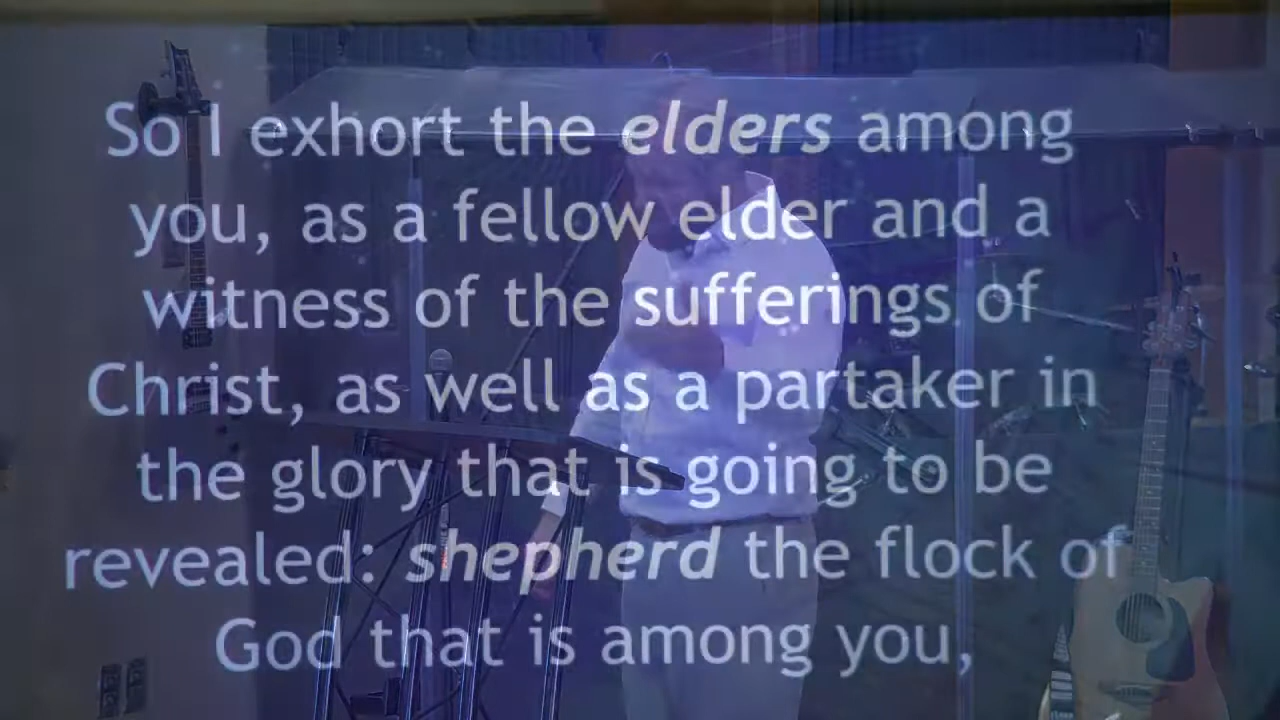 So I exhort the elders among
you, as a fellow elder and a
witness of the sufferings of
Christ, as well as a partaker in
the glory that is going to be
revealed: shepherd the flock of
God that is among you,